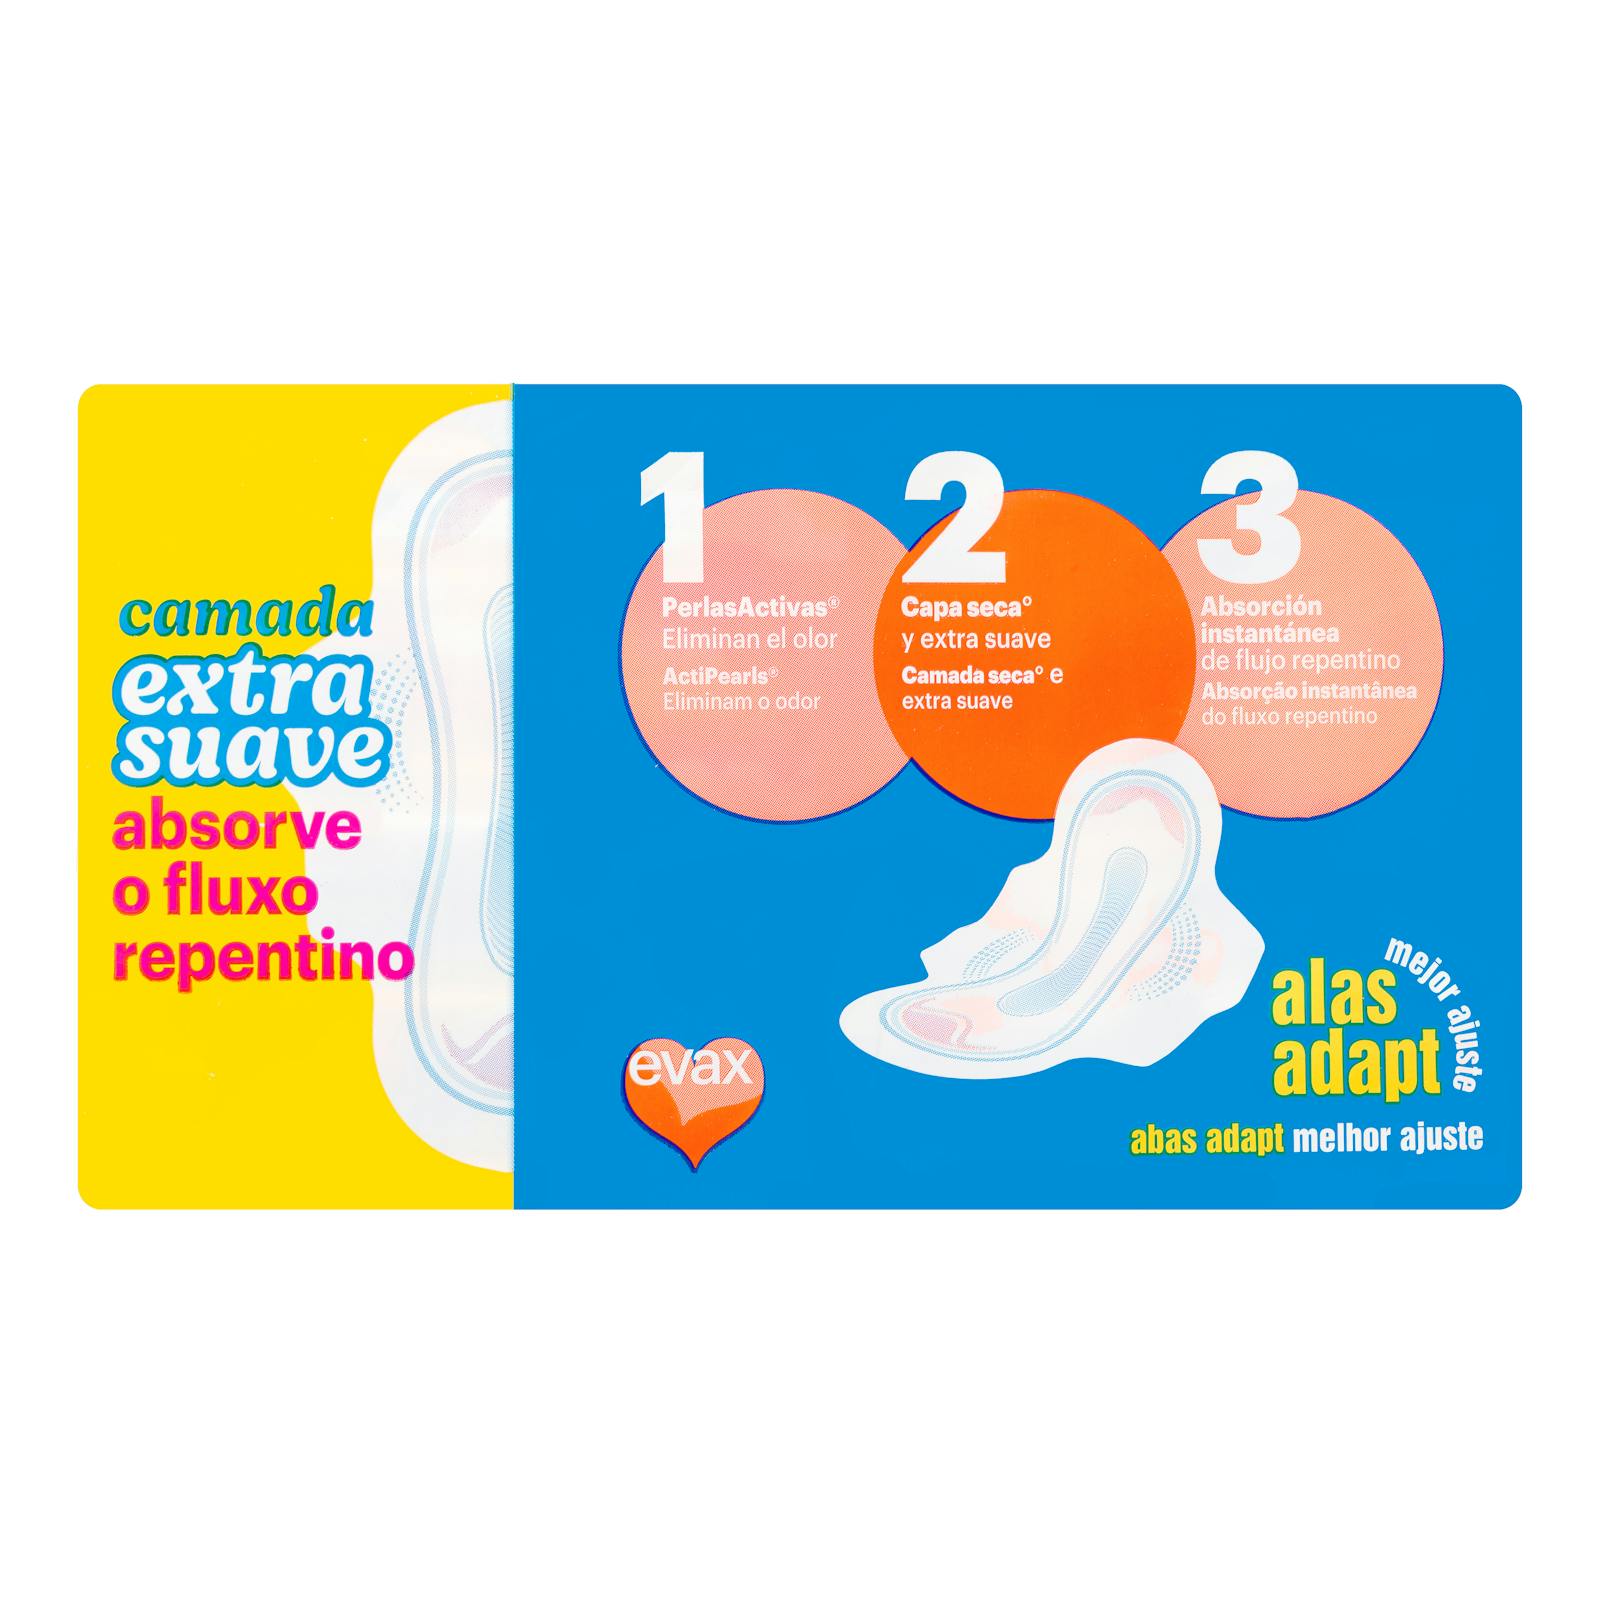 camada
extra
suave
absorve
o fluxo
repentino
1
PerlasActivas®
Eliminan el olor
ActiPearls®
Eliminam o odor
2
Capa seca°
y extra suave
Camada seca° e
extra suave
3
Absorción
instantánea
de flujo repentino
Absorção instantânea
do fluxo repentino
evax
alas
adapt
mejor ajuste
abas adapt melhor ajuste